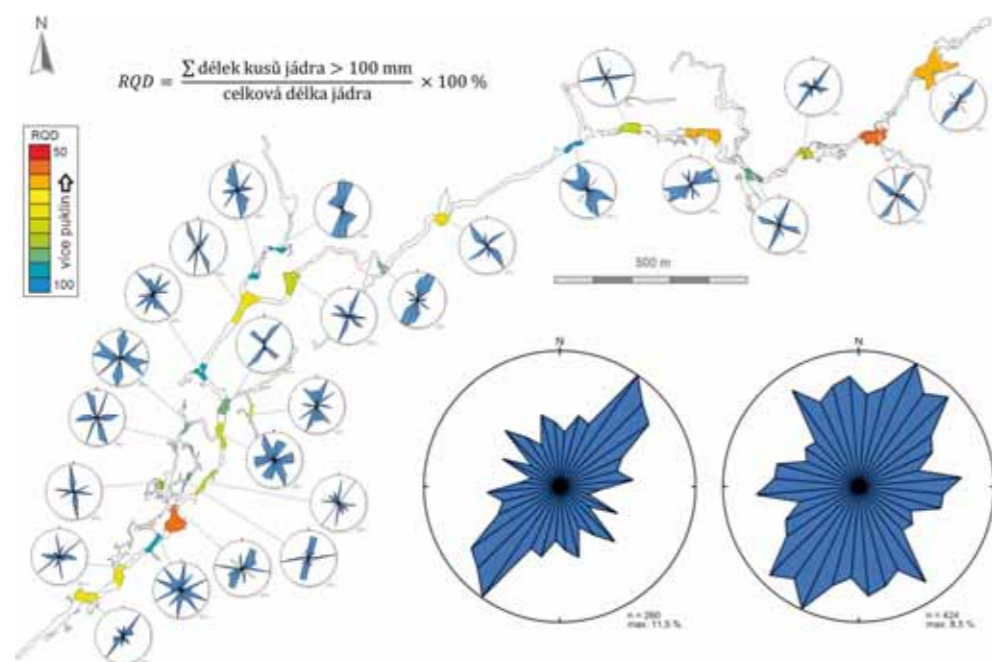 N
RQD = ∑ délek kusů jádra > 100 mm / celková délka jádra × 100 %
RQD
50
více puklin
100
500 m
N
N
n = 260
max. 11,5 %
n = 424
max. 8,5 %